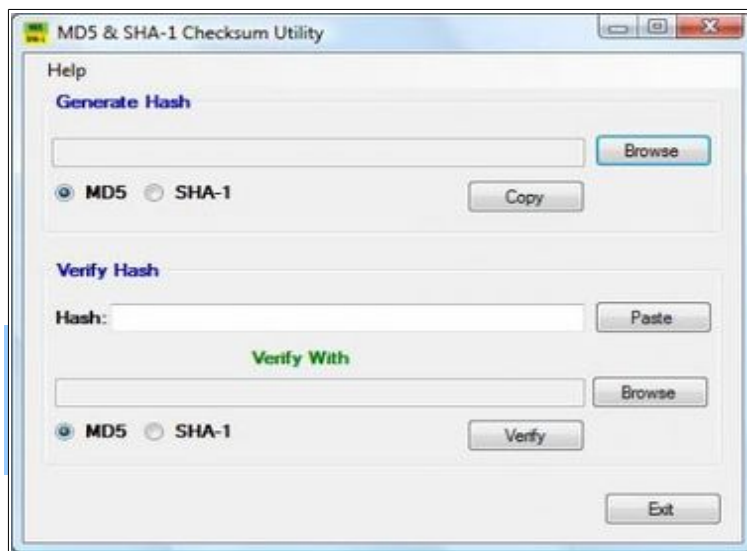 MD5 & SHA-1 Checksum Utility
Help
Generate Hash
Browse
MD5 SHA-1
Copy
Verify Hash
Hash:
Paste
Verify With
Browse
MD5 SHA-1
Verify
Exit